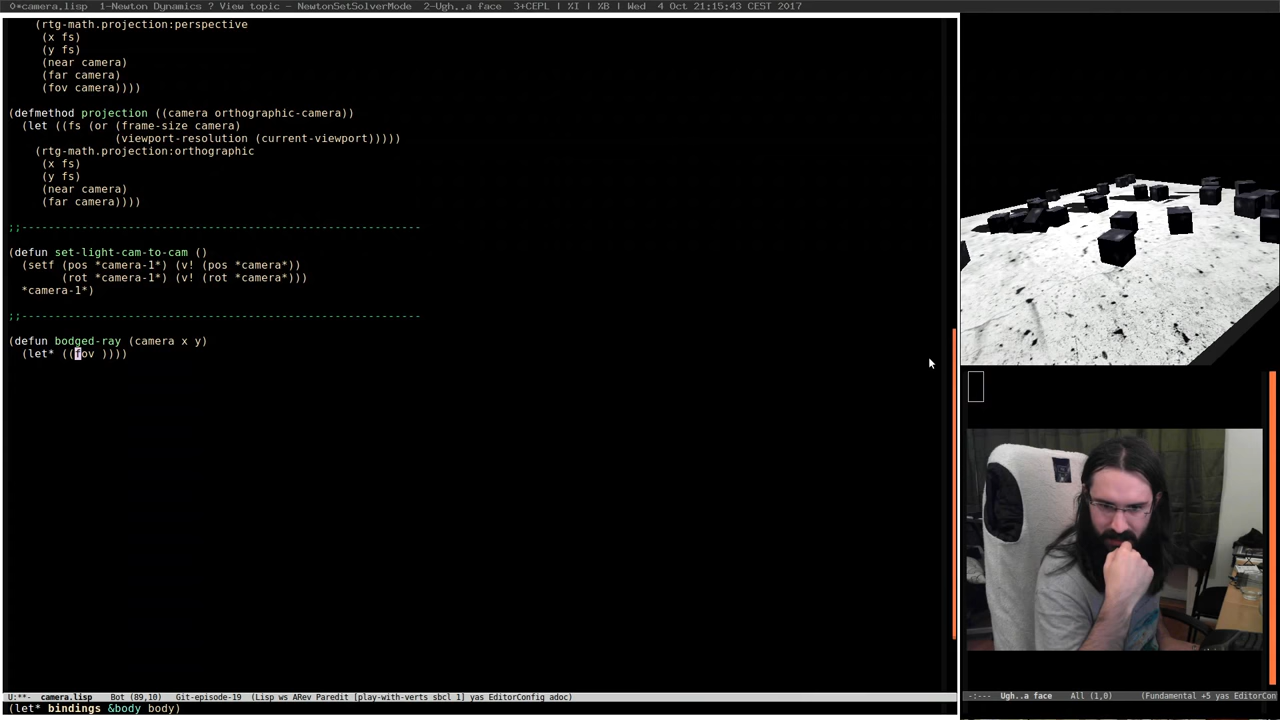 0*camera.lisp  1-Newton Dynamics ? View topic - NewtonSetSolverMode  2-Ugh..a face  3+CEPL | XI | XB | Wed  4 Oct 21:15:43 CEST 2017
(rtg-math.projection:perspective
(x fs)
(y fs)
(near camera)
(far camera)
(fov camera))))
(defmethod projection ((camera orthographic-camera))
(let ((fs (or (frame-size camera)
(viewport-resolution (current-viewport)))))
(rtg-math.projection:orthographic
(x fs)
(y fs)
(near camera)
(far camera))))
;;------------------------------------------------------------
(defun set-light-cam-to-cam ()
(setf (pos *camera-1*) (v! (pos *camera*))
(rot *camera-1*) (v! (rot *camera*)))
*camera-1*)
;;------------------------------------------------------------
(defun bodged-ray (camera x y)
(let* ((fov ))))
U:**-  camera.lisp    Bot (89,10)   Git-episode-19  (Lisp ws ARev Paredit [play-with-verts sbcl 1] yas EditorConfig adoc)
(let* bindings &body body)
-:---  Ugh..a face    All (1,0)      (Fundamental +5 yas EditorCon